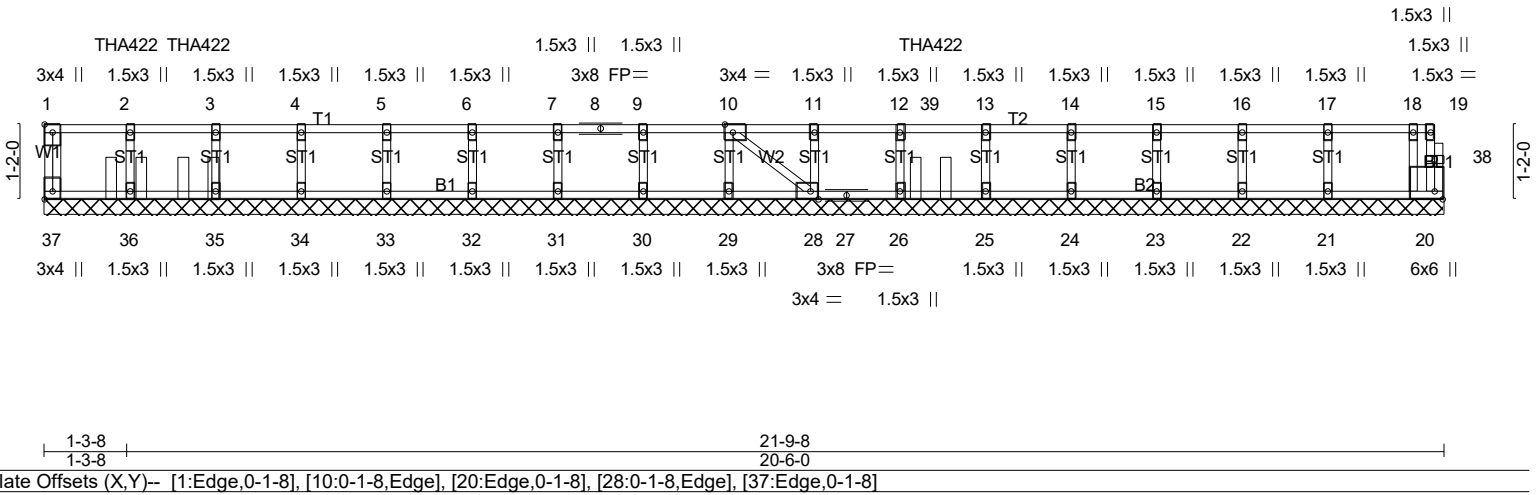 1.5x3 ||
THA422 THA422 1.5x3 || 1.5x3 || THA422 1.5x3 ||
3x4 || 1.5x3 || 1.5x3 || 1.5x3 || 1.5x3 || 1.5x3 || 3x8 FP= 3x4 = 1.5x3 || 1.5x3 || 1.5x3 || 1.5x3 || 1.5x3 || 1.5x3 || 1.5x3 || 1.5x3 =
1 2 3 4 5 6 7 8 9 10 11 12 39 13 14 15 16 17 18 19
T1 T2
1-2-0 W1 ST1 ST1 ST1 ST1 ST1 ST1 ST1 ST1 W2 ST1 ST1 ST1 ST1 ST1 ST1 ST1 38 1-2-0
B1 B2
37 36 35 34 33 32 31 30 29 28 27 26 25 24 23 22 21 20
3x4 || 1.5x3 || 1.5x3 || 1.5x3 || 1.5x3 || 1.5x3 || 1.5x3 || 1.5x3 || 1.5x3 || 3x8 FP= 1.5x3 || 1.5x3 || 1.5x3 || 1.5x3 || 1.5x3 || 6x6 ||
3x4 = 1.5x3 ||
1-3-8 21-9-8
1-3-8 20-6-0
late Offsets (X,Y)-- [1:Edge,0-1-8], [10:0-1-8,Edge], [20:Edge,0-1-8], [28:0-1-8,Edge], [37:Edge,0-1-8]